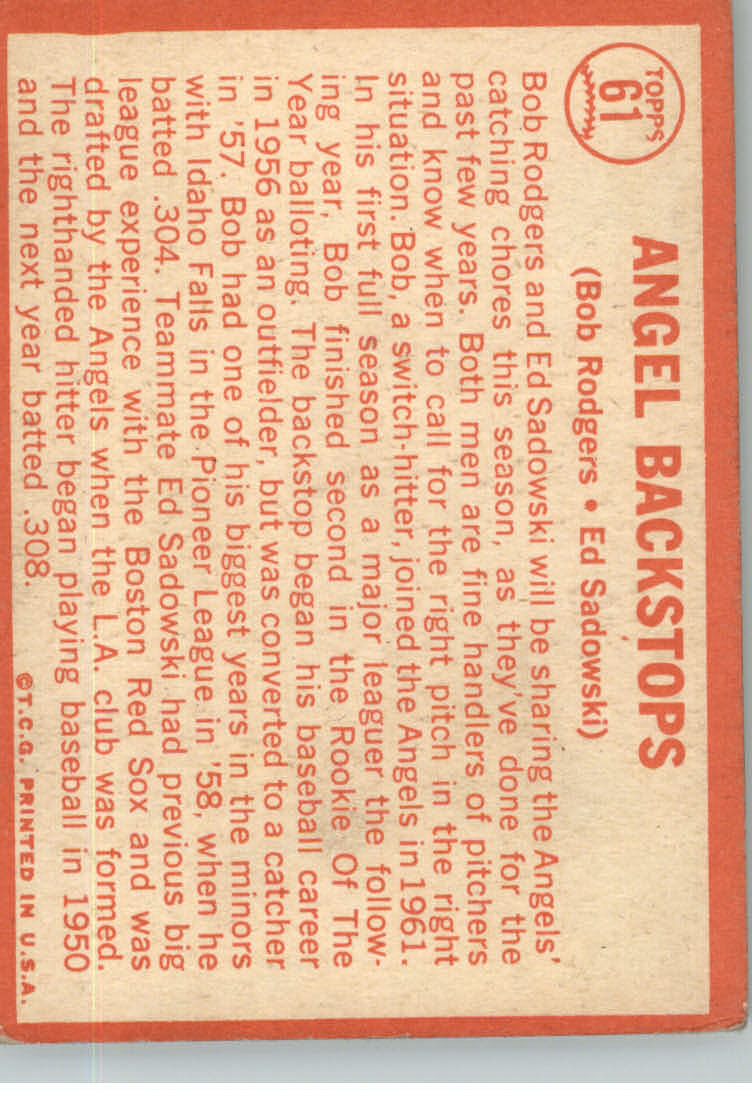 TOPPS
61
ANGEL BACKSTOPS
(Bob Rodgers • Ed Sadowski)
Bob Rodgers and Ed Sadowski will be sharing the Angels'
catching chores this season, as they've done for the
past few years. Both men are fine handlers of pitchers
and know when to call for the right pitch in the right
situation. Bob, a switch-hitter, joined the Angels in 1961.
In his first full season as a major leaguer the follow-
ing year, Bob finished second in the Rookie Of The
Year balloting. The backstop began his baseball career
in 1956 as an outfielder, but was converted to a catcher
in '57. Bob had one of his biggest years in the minors
with Idaho Falls in the Pioneer League in '58, when he
batted .304. Teammate Ed Sadowski had previous big
league experience with the Boston Red Sox and was
drafted by the Angels when the L.A. club was formed.
The righthanded hitter began playing baseball in 1950
and the next year batted .308.
©T.C.G. PRINTED IN U.S.A.